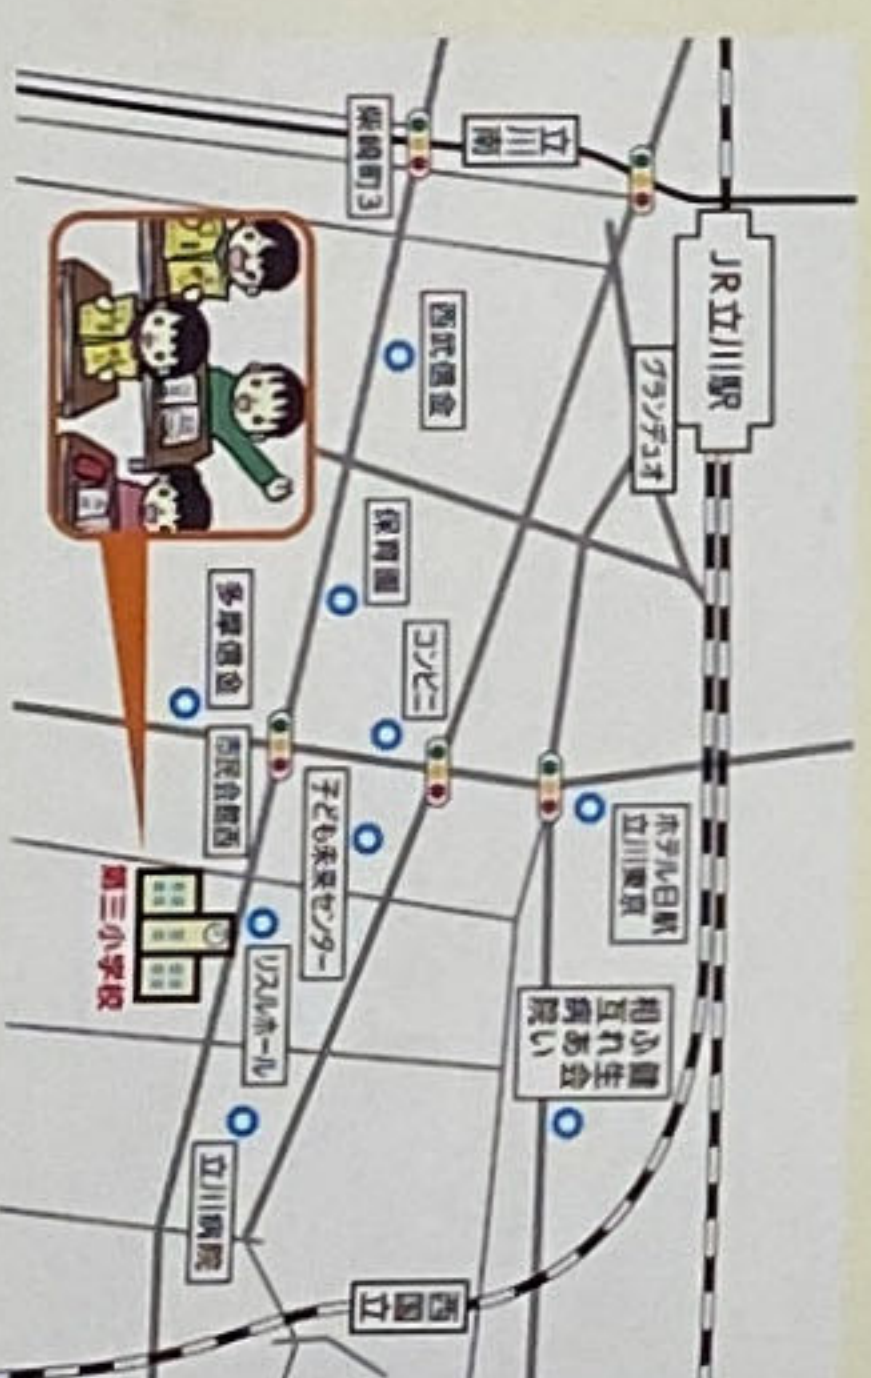 JR立川駅
立川南
柴崎町3
グランデュオ
西武信金
保育園
コンビニ
多摩信金
市民会館西
子ども未来センター
ホテル日航
立川東京
健生会
ふれあい
相互病院
第三小学校
リスルホール
立川病院
西国立